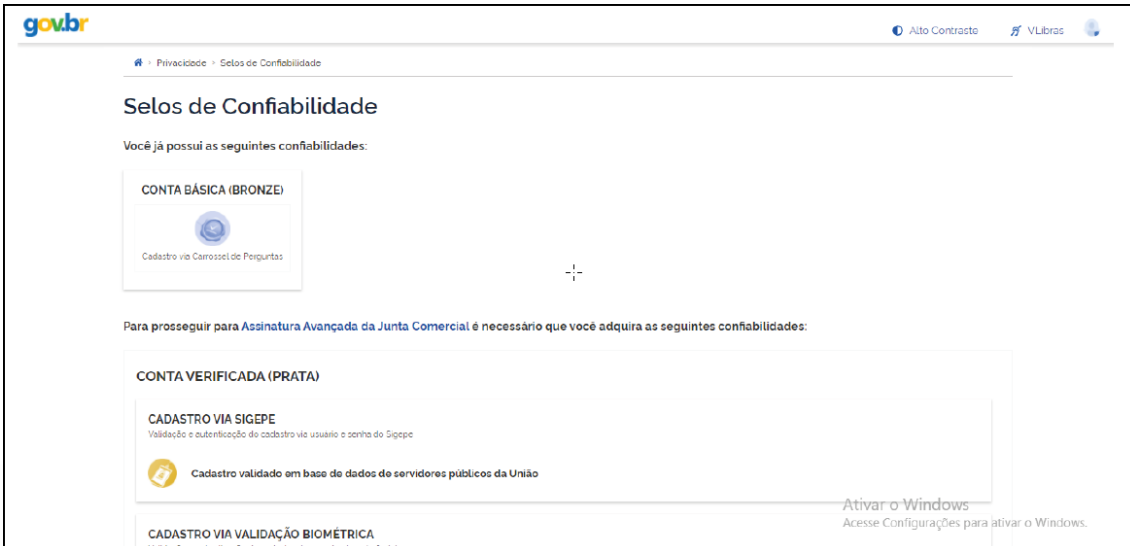 gov.br
Alto Contraste
VLibras
Privacidade > Selos de Confiabilidade
Selos de Confiabilidade
Você já possui as seguintes confiabilidades:
CONTA BÁSICA (BRONZE)
Cadastro via Carrossel de Perguntas
Para prosseguir para Assinatura Avançada da Junta Comercial é necessário que você adquira as seguintes confiabilidades:
CONTA VERIFICADA (PRATA)
CADASTRO VIA SIGEPE
Validação e autenticação do cadastro via usuário e senha do Sigepe
Cadastro validado em base de dados de servidores públicos da União
Ativar o Windows
Acesse Configurações para ativar o Windows.
CADASTRO VIA VALIDAÇÃO BIOMÉTRICA